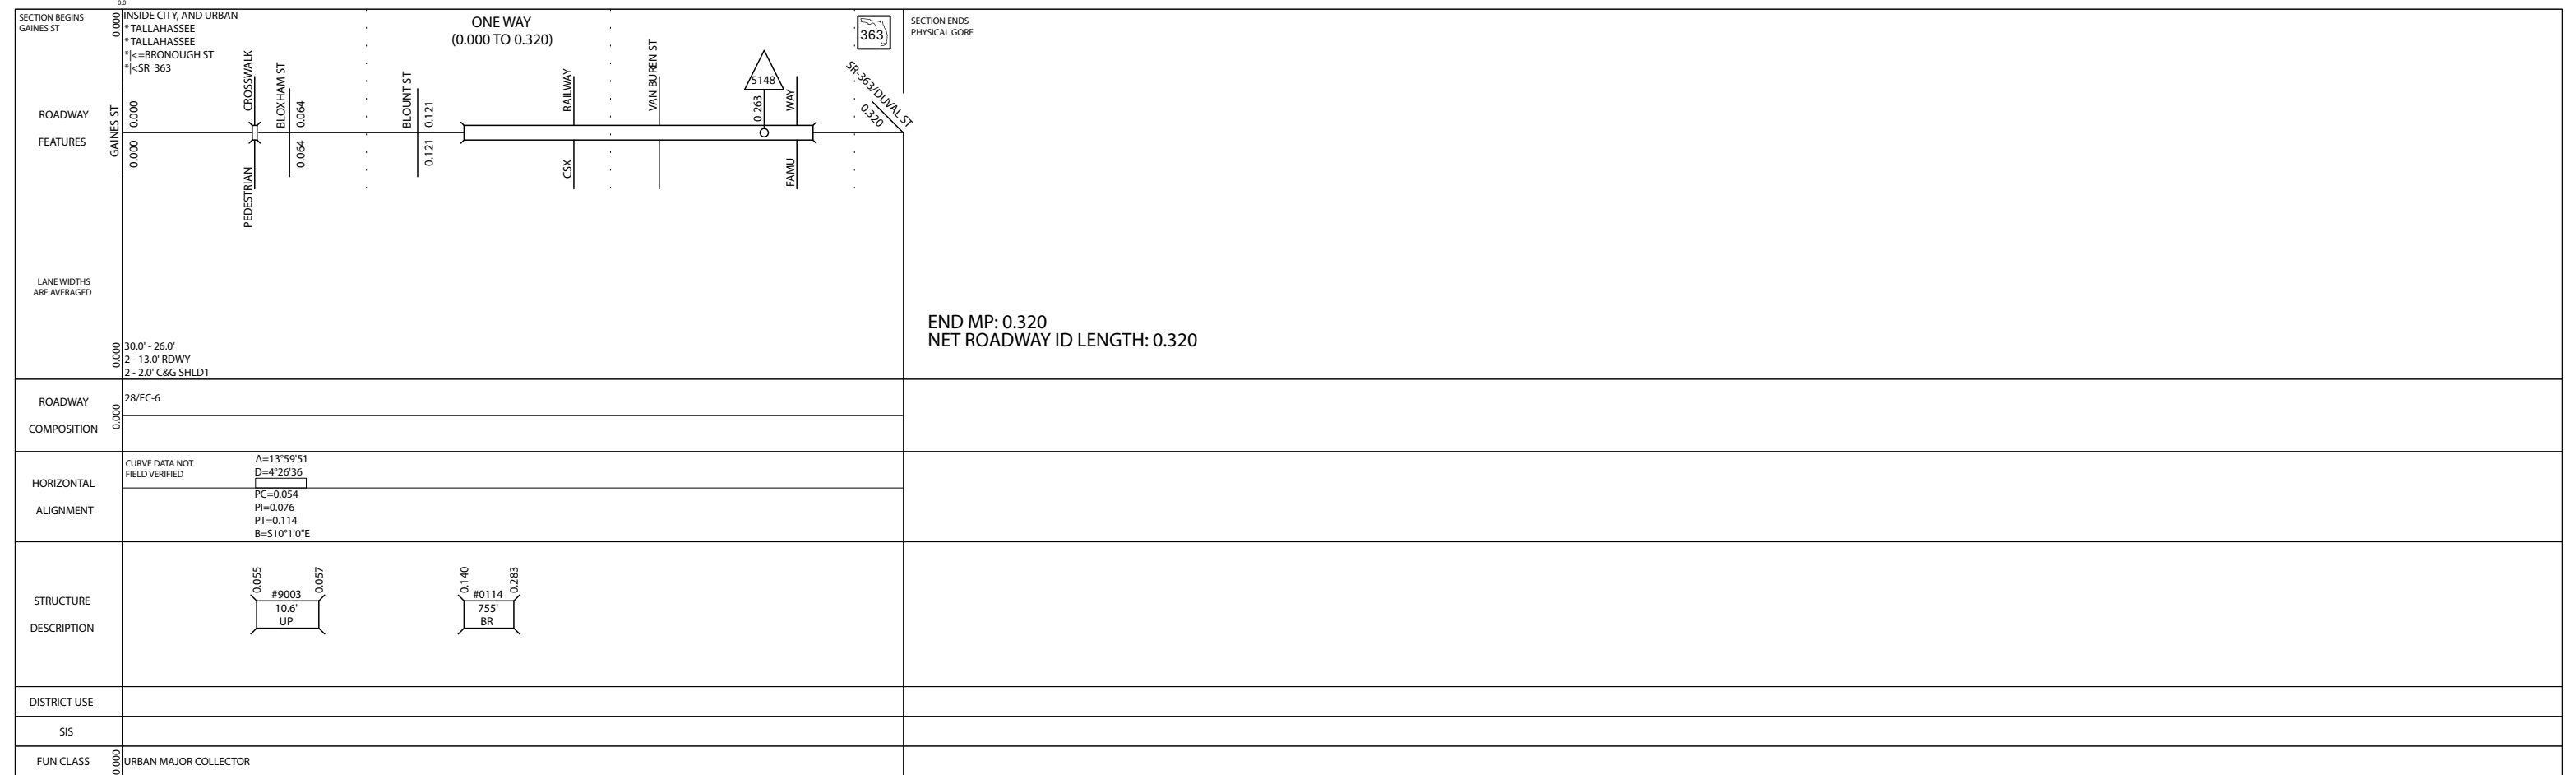 0.0
SECTION BEGINS
GAINES ST
0.000
INSIDE CITY, AND URBAN
* TALLAHASSEE
* TALLAHASSEE
*|<=BRONOUGH ST
*|<SR 363
ONE WAY
(0.000 TO 0.320)
363
SECTION ENDS
PHYSICAL GORE
ROADWAY
FEATURES
GAINES ST
0.000
0.000
CROSSWALK
PEDESTRIAN
BLOXHAM ST
0.064
0.064
BLOUNT ST
0.121
0.121
RAILWAY
CSX
VAN BUREN ST
5148
0.263
WAY
FAMU
SR-363/DUVAL ST
0.320
LANE WIDTHS
ARE AVERAGED
0.000
30.0' - 26.0'
2 - 13.0' RDWY
2 - 2.0' C&G SHLD1
END MP: 0.320
NET ROADWAY ID LENGTH: 0.320
ROADWAY
COMPOSITION
0.000
28/FC-6
HORIZONTAL
ALIGNMENT
CURVE DATA NOT
FIELD VERIFIED
Δ=13°59'51
D=4°26'36
PC=0.054
PI=0.076
PT=0.114
B=S10°1'0"E
STRUCTURE
DESCRIPTION
0.055
0.057
#9003
10.6'
UP
0.140
0.283
#0114
755'
BR
DISTRICT USE
SIS
FUN CLASS
0.000
URBAN MAJOR COLLECTOR